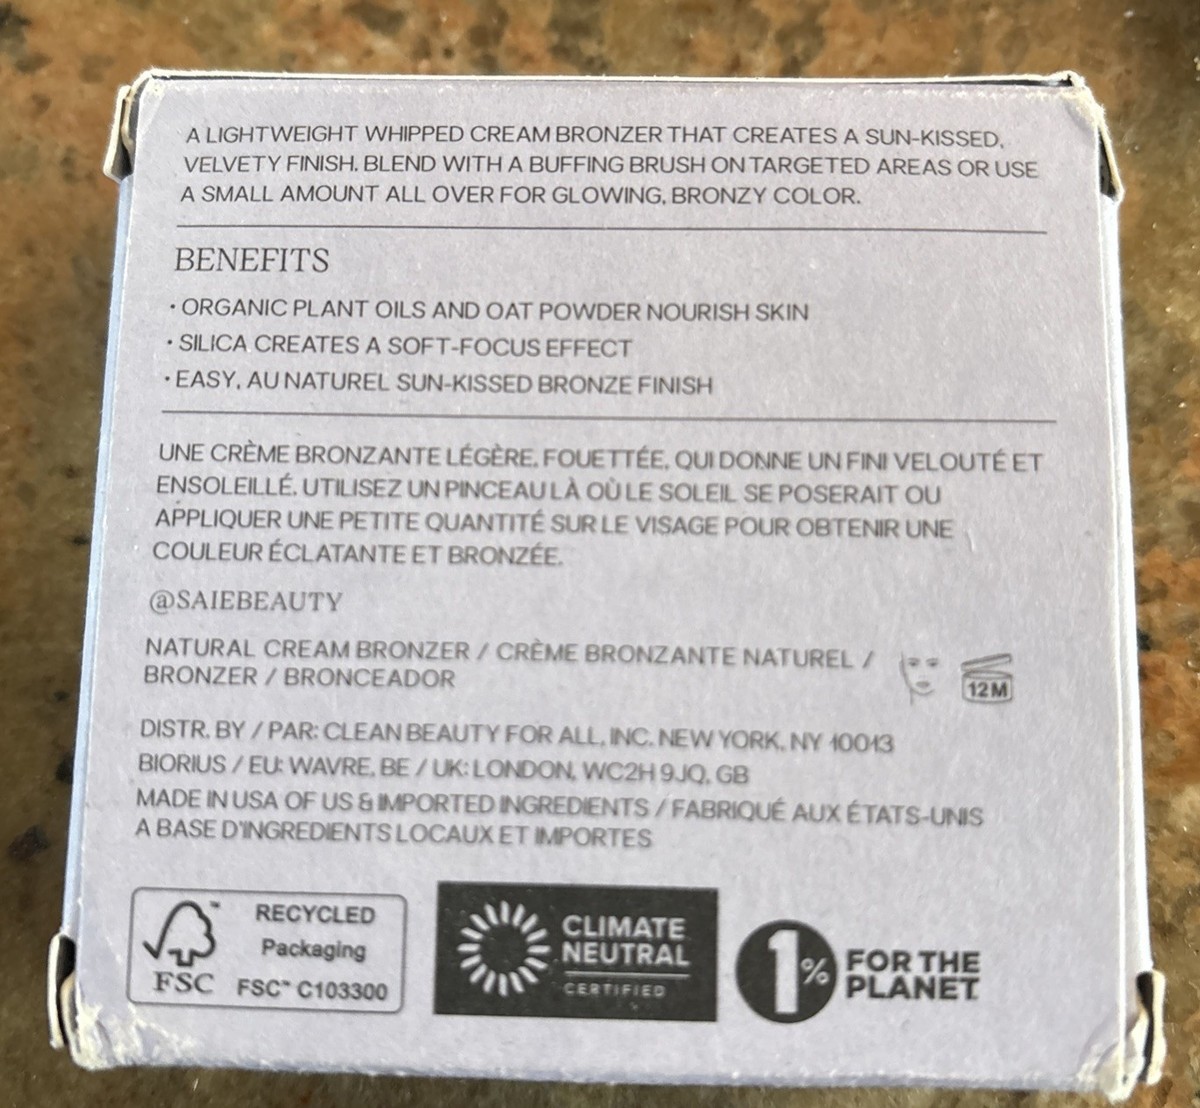 A LIGHTWEIGHT WHIPPED CREAM BRONZER THAT CREATES A SUN-KISSED,
VELVETY FINISH. BLEND WITH A BUFFING BRUSH ON TARGETED AREAS OR USE
A SMALL AMOUNT ALL OVER FOR GLOWING, BRONZY COLOR.
BENEFITS
· ORGANIC PLANT OILS AND OAT POWDER NOURISH SKIN
· SILICA CREATES A SOFT-FOCUS EFFECT
· EASY, AU NATUREL SUN-KISSED BRONZE FINISH
UNE CRÈME BRONZANTE LÉGÈRE, FOUETTÉE, QUI DONNE UN FINI VELOUTÉ ET
ENSOLEILLÉ. UTILISEZ UN PINCEAU LÀ OÙ LE SOLEIL SE POSERAIT OU
APPLIQUER UNE PETITE QUANTITÉ SUR LE VISAGE POUR OBTENIR UNE
COULEUR ÉCLATANTE ET BRONZÉE.
@SAIEBEAUTY
NATURAL CREAM BRONZER / CRÈME BRONZANTE NATUREL /
BRONZER / BRONCEADOR
12M
DISTR. BY / PAR: CLEAN BEAUTY FOR ALL, INC. NEW YORK, NY 10013
BIORIUS / EU: WAVRE, BE / UK: LONDON, WC2H 9JQ, GB
MADE IN USA OF US & IMPORTED INGREDIENTS / FABRIQUÉ AUX ÉTATS-UNIS
A BASE D'INGREDIENTS LOCAUX ET IMPORTES
FSC
RECYCLED
Packaging
FSC™ C103300
CLIMATE
NEUTRAL
CERTIFIED
1%
FOR THE
PLANET